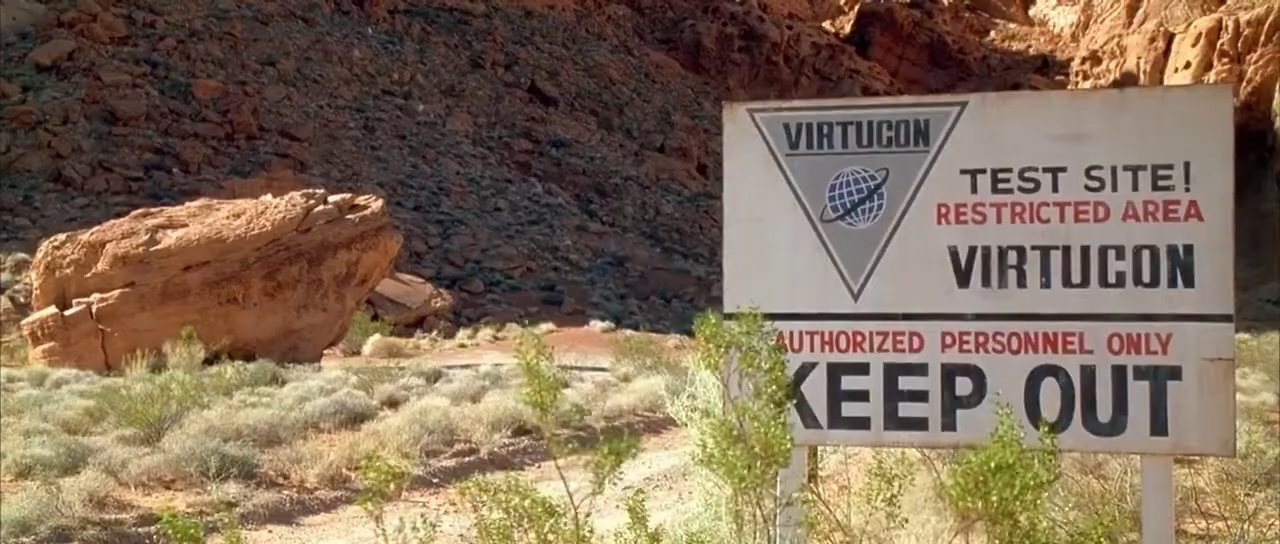 VIRTUCON
TEST SITE!
RESTRICTED AREA
VIRTUCON
AUTHORIZED PERSONNEL ONLY
KEEP OUT